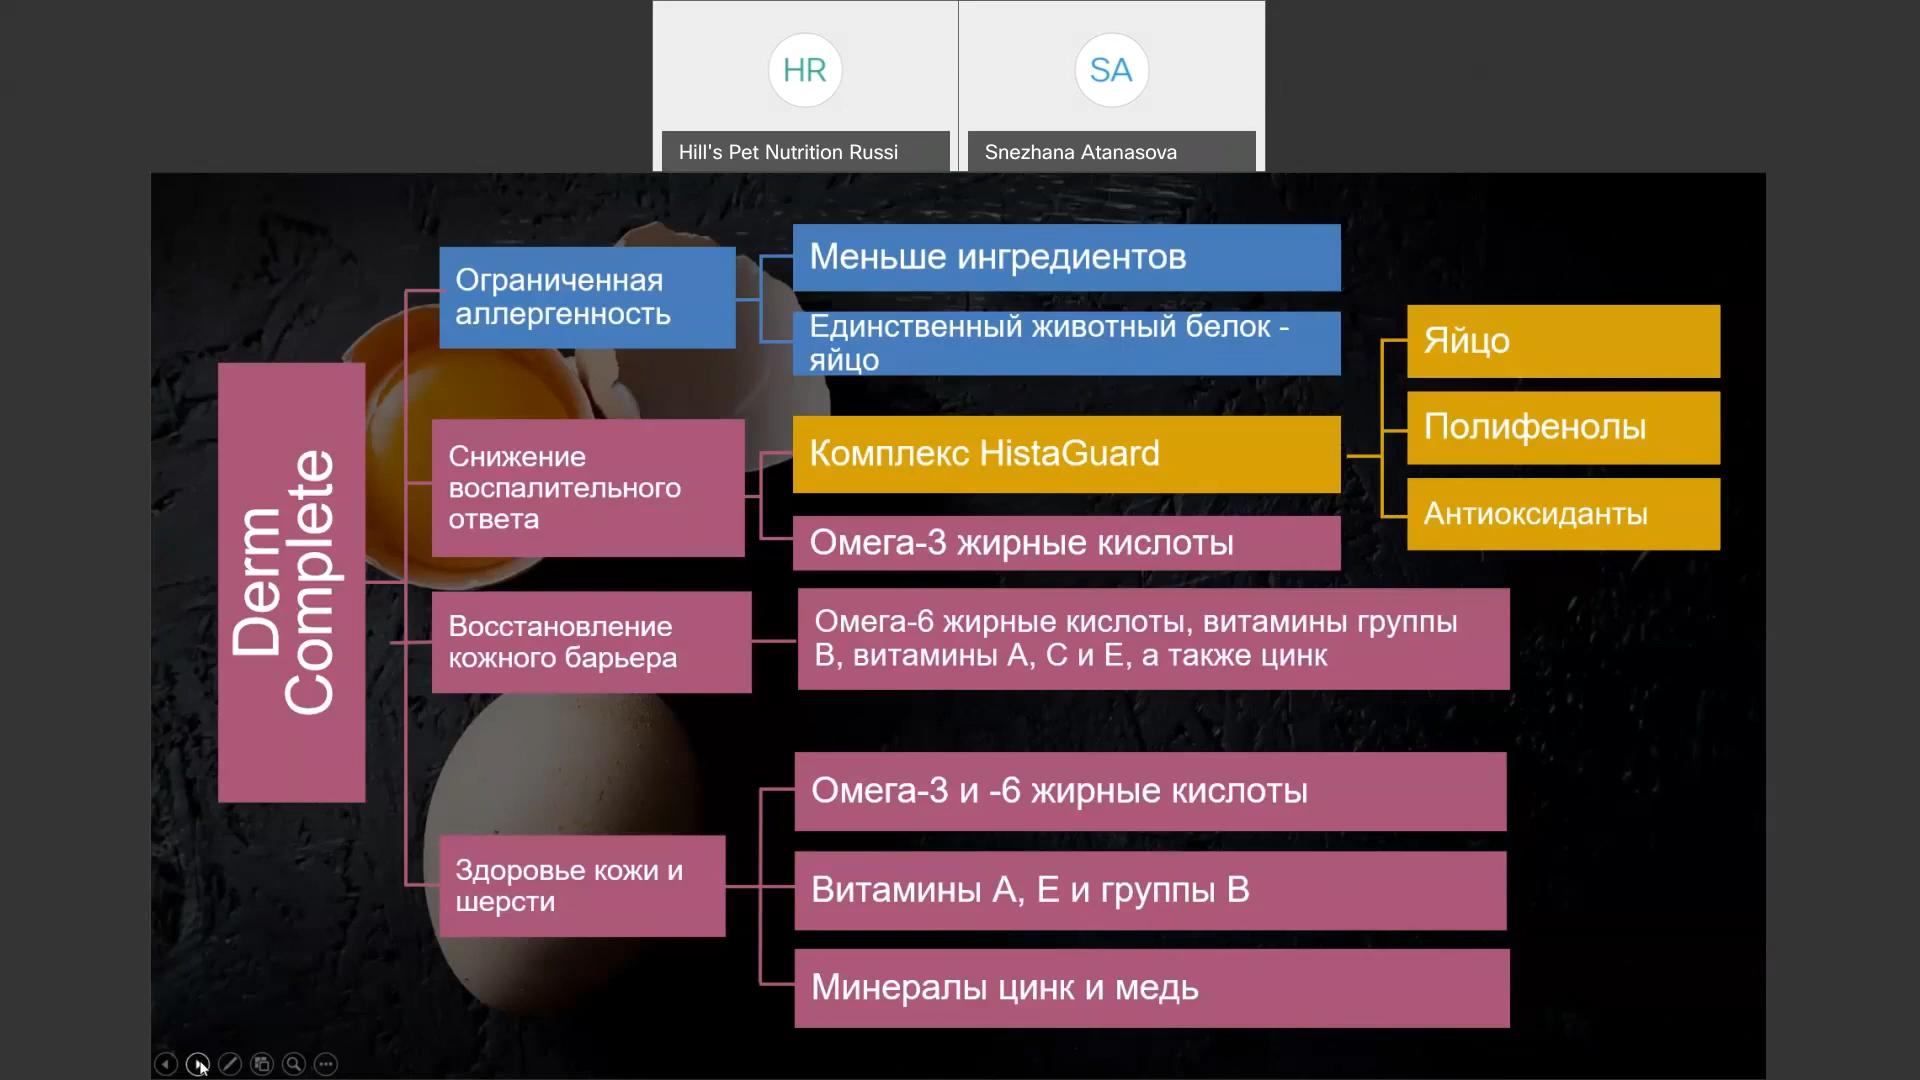 HR
SA
Hill's Pet Nutrition Russi
Snezhana Atanasova
Derm
Complete
Ограниченная
аллергенность
Меньше ингредиентов
Единственный животный белок -
яйцо
Снижение
воспалительного
ответа
Комплекс HistaGuard
Омега-3 жирные кислоты
Яйцо
Полифенолы
Антиоксиданты
Восстановление
кожного барьера
Омега-6 жирные кислоты, витамины группы
В, витамины А, С и Е, а также цинк
Здоровье кожи и
шерсти
Омега-3 и -6 жирные кислоты
Витамины А, Е и группы В
Минералы цинк и медь